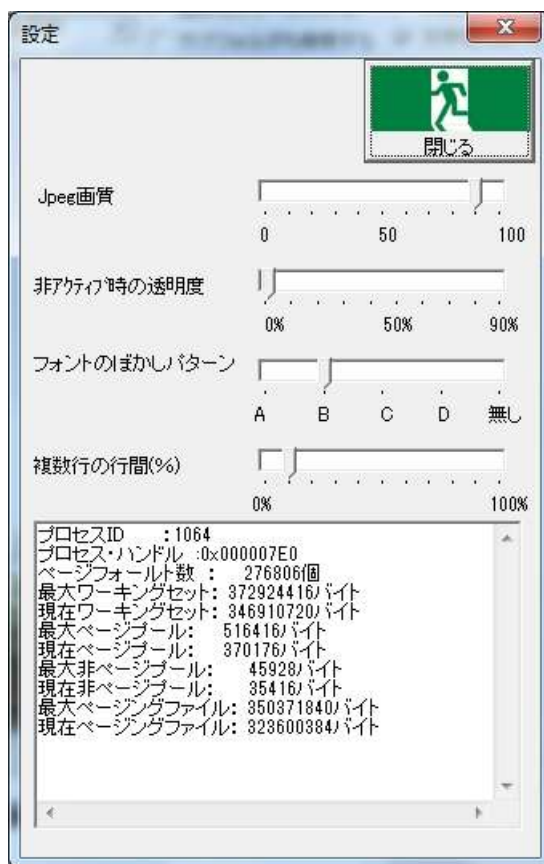 設定
閉じる
Jpeg画質
0 50 100
非アクティブ時の透明度
0% 50% 90%
フォントのぼかしパターン
A B C D 無し
複数行の行間(%)
0% 100%
プロセスID :1064
プロセス・ハンドル :0x000007E0
ページフォールト数 : 276806個
最大ワーキングセット: 372924416バイト
現在ワーキングセット: 346910720バイト
最大ページプール: 516416バイト
現在ページプール: 370176バイト
最大非ページプール: 45928バイト
現在非ページプール: 35416バイト
最大ページングファイル: 350371840バイト
現在ページングファイル: 323600384バイト